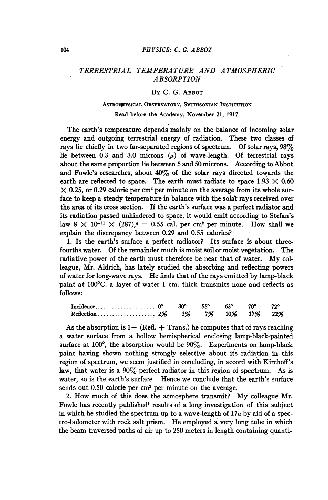 104 PHYSICS: C. G. ABBOT
TERRESTRIAL TEMPERATURE AND ATMOSPHERIC
ABSORPTION
BY C. G. ABBOT
ASTROPHYSICAL OBSERVATORY, SMITHSONIAN INSTITUTION
Read before the Academy, November 21, 1917
The earth's temperature depends mainly on the balance of incoming solar
energy and outgoing terrestrial energy of radiation. These two classes of
rays lie chiefly in two far-separated regions of spectrum. Of solar rays, 98%
lie between 0.3 and 3.0 microns (μ) of wave-length. Of terrestrial rays
about the same proportion lie between 5 and 50 microns. According to Abbot
and Fowle's researches, about 40% of the solar rays directed towards the
earth are reflected to space. The earth must radiate to space 1.93 × 0.60
× 0.25, or 0.29 calorie per cm² per minute on the average from its whole sur-
face to keep a steady temperature in balance with the solar rays received over
the area of its cross section. If the earth's surface was a perfect radiator and
its radiation passed unhindered to space, it would emit according to Stefan's
law 8 × 10⁻¹¹ × (287)⁴ = 0.55 cal. per cm² per minute. How shall we
explain the discrepancy between 0.29 and 0.55 calories?
1. Is the earth's surface a perfect radiator? Its surface is about three-
fourths water. Of the remainder much is moist soil or moist vegetation. The
radiative power of the earth must therefore be near that of water. My col-
league, Mr. Aldrich, has lately studied the absorbing and reflecting powers
of water for long-wave rays. He finds that of the rays emitted by lamp-black
paint at 100°C. a layer of water 1 cm. thick transmits none and reflects as
follows:
Incidence 0° 30° 55° 63° 70° 72°
Reflection 2% 5% 7% 10% 17% 22%
As the absorption is 1− (Refl. + Trans.) he computes that of rays reaching
a water surface from a hollow hemispherical enclosing lamp-black-painted
surface at 100°, the absorption would be 90%. Experiments on lamp-black
paint having shown nothing strongly selective about its radiation in this
region of spectrum, we seem justified in concluding, in accord with Kirchoff's
law, that water is a 90% perfect radiator in this region of spectrum. As is
water, so is the earth's surface. Hence we conclude that the earth's surface
sends out 0.50 calorie per cm² per minute on the average.
2. How much of this does the atmosphere transmit? My colleague Mr.
Fowle has recently published results of a long investigation of this subject
in which he studied the spectrum up to a wave-length of 17μ by aid of a spec-
tro-bolometer with rock salt prism. He employed a very long tube in which
the beam traversed paths of air up to 250 meters in length containing quanti-